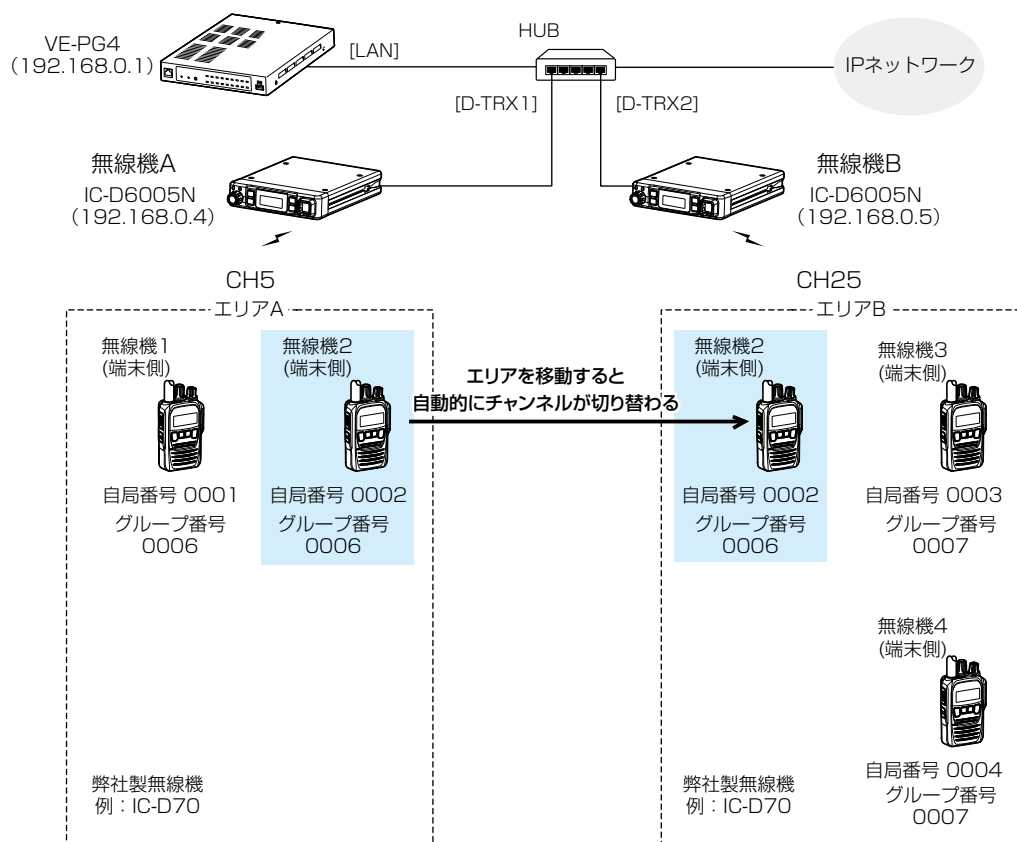 VE-PG4
(192.168.0.1)
[LAN]
HUB
IPネットワーク
[D-TRX1]
[D-TRX2]
無線機A
IC-D6005N
(192.168.0.4)
無線機B
IC-D6005N
(192.168.0.5)
CH5
エリアA
CH25
エリアB
無線機1
(端末側)
自局番号 0001
グループ番号
0006
無線機2
(端末側)
自局番号 0002
グループ番号
0006
エリアを移動すると
自動的にチャンネルが切り替わる
無線機2
(端末側)
自局番号 0002
グループ番号
0006
無線機3
(端末側)
自局番号 0003
グループ番号
0007
無線機4
(端末側)
自局番号 0004
グループ番号
0007
弊社製無線機
例：IC-D70
弊社製無線機
例：IC-D70